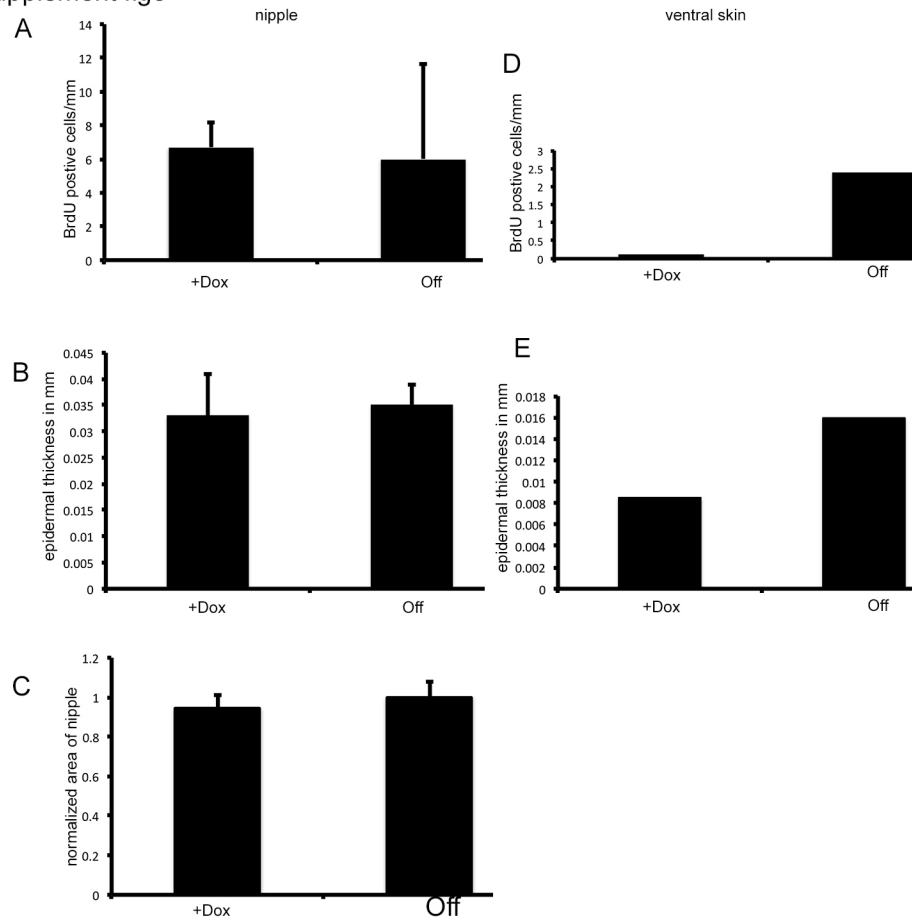 nipple
ventral skin
A
BrdU postive cells/mm
14
12
10
8
6
4
2
0
+Dox
Off
D
BrdU postive cells/mm
3
2.5
2
1.5
1
0.5
0
+Dox
Off
B
epidermal thickness in mm
0.045
0.04
0.035
0.03
0.025
0.02
0.015
0.01
0.005
0
+Dox
Off
E
epidermal thickness in mm
0.018
0.016
0.014
0.012
0.01
0.008
0.006
0.004
0.002
0
+Dox
Off
C
normalized area of nipple
1.2
1
0.8
0.6
0.4
0.2
0
+Dox
Off